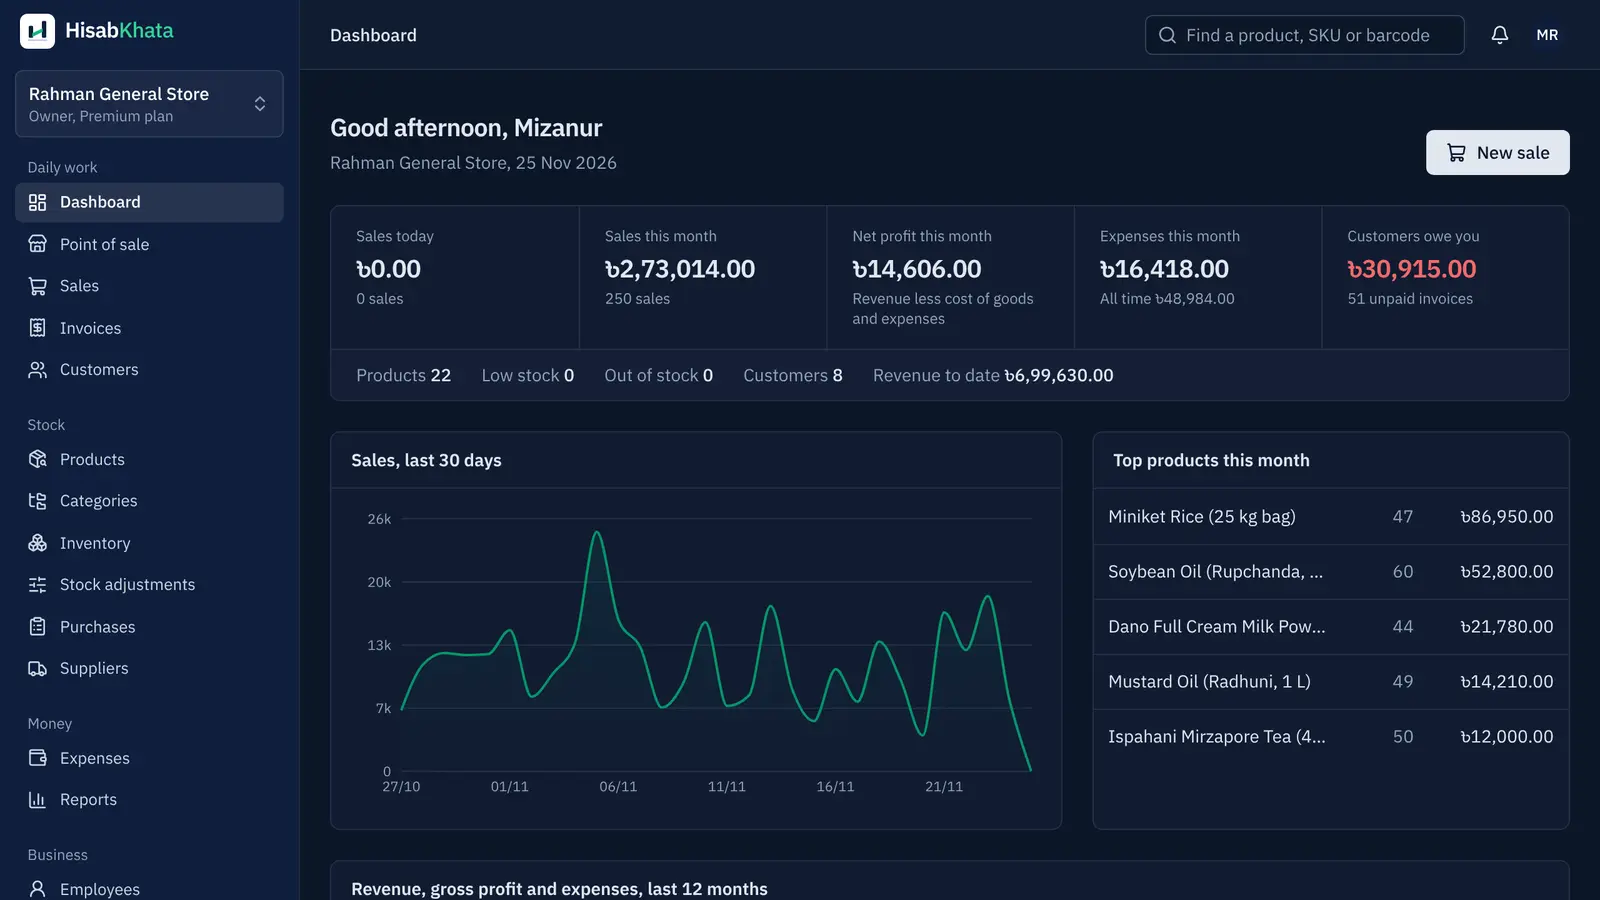 HisabKhata
Rahman General Store
Owner, Premium plan
Daily work
Dashboard
Point of sale
Sales
Invoices
Customers
Stock
Products
Categories
Inventory
Stock adjustments
Purchases
Suppliers
Money
Expenses
Reports
Business
Employees
Dashboard
Find a product, SKU or barcode
MR
Good afternoon, Mizanur
Rahman General Store, 25 Nov 2026
New sale
Sales today
৳0.00
0 sales
Sales this month
৳2,73,014.00
250 sales
Net profit this month
৳14,606.00
Revenue less cost of goods
and expenses
Expenses this month
৳16,418.00
All time ৳48,984.00
Customers owe you
৳30,915.00
51 unpaid invoices
Products 22 Low stock 0 Out of stock 0 Customers 8 Revenue to date ৳6,99,630.00
Sales, last 30 days
26k
20k
13k
7k
0
27/10 01/11 06/11 11/11 16/11 21/11
Top products this month
Miniket Rice (25 kg bag) 47 ৳86,950.00
Soybean Oil (Rupchanda, ... 60 ৳52,800.00
Dano Full Cream Milk Pow... 44 ৳21,780.00
Mustard Oil (Radhuni, 1 L) 49 ৳14,210.00
Ispahani Mirzapore Tea (4... 50 ৳12,000.00
Revenue, gross profit and expenses, last 12 months